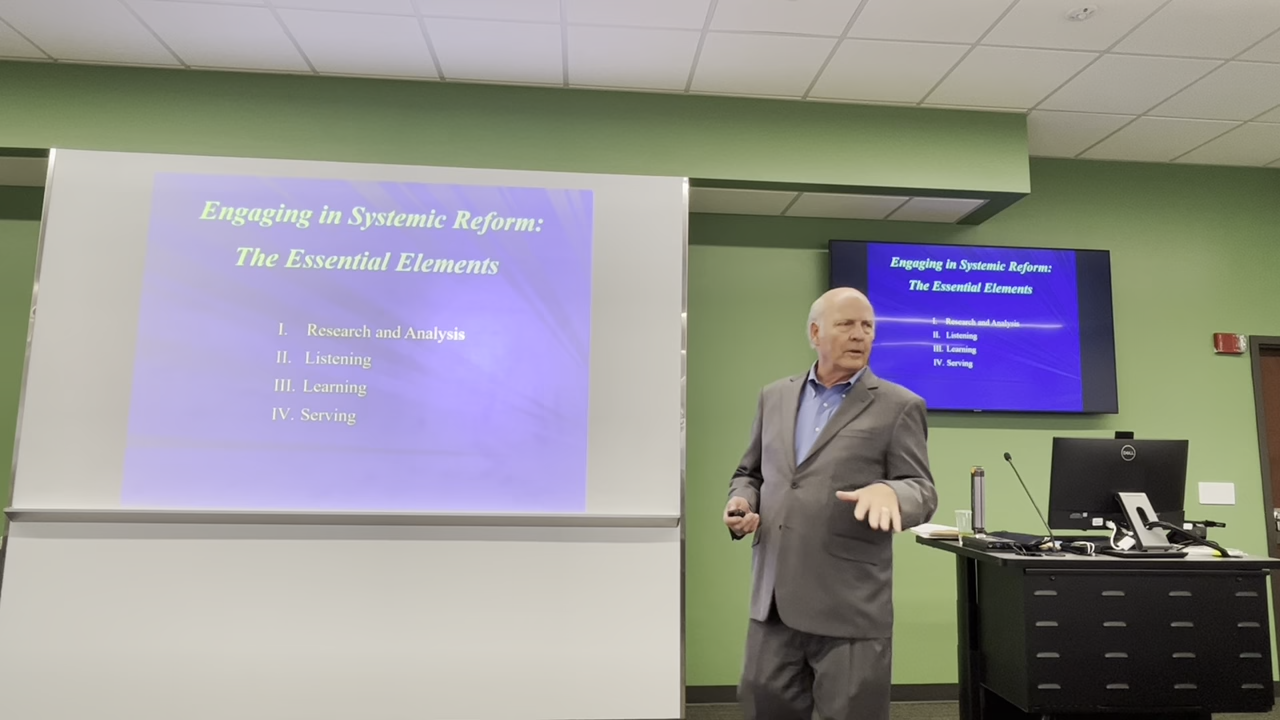 Engaging in Systemic Reform:
The Essential Elements
I. Research and Analysis
II. Listening
III. Learning
IV. Serving
Engaging in Systemic Reform:
The Essential Elements
I. Research and Analysis
II. Listening
III. Learning
IV. Serving
DELL